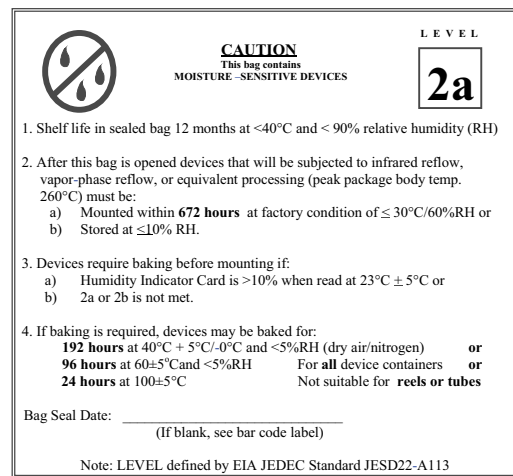 LEVEL
CAUTION
This bag contains
MOISTURE –SENSITIVE DEVICES
2a
1. Shelf life in sealed bag 12 months at <40°C and < 90% relative humidity (RH)
2. After this bag is opened devices that will be subjected to infrared reflow,
vapor-phase reflow, or equivalent processing (peak package body temp.
260°C) must be:
a) Mounted within 672 hours at factory condition of ≤ 30°C/60%RH or
b) Stored at ≤10% RH.
3. Devices require baking before mounting if:
a) Humidity Indicator Card is >10% when read at 23°C ± 5°C or
b) 2a or 2b is not met.
4. If baking is required, devices may be baked for:
192 hours at 40°C + 5°C/-0°C and <5%RH (dry air/nitrogen) or
96 hours at 60±5°Cand <5%RH For all device containers or
24 hours at 100±5°C Not suitable for reels or tubes
Bag Seal Date: ______________________________
(If blank, see bar code label)
Note: LEVEL defined by EIA JEDEC Standard JESD22-A113